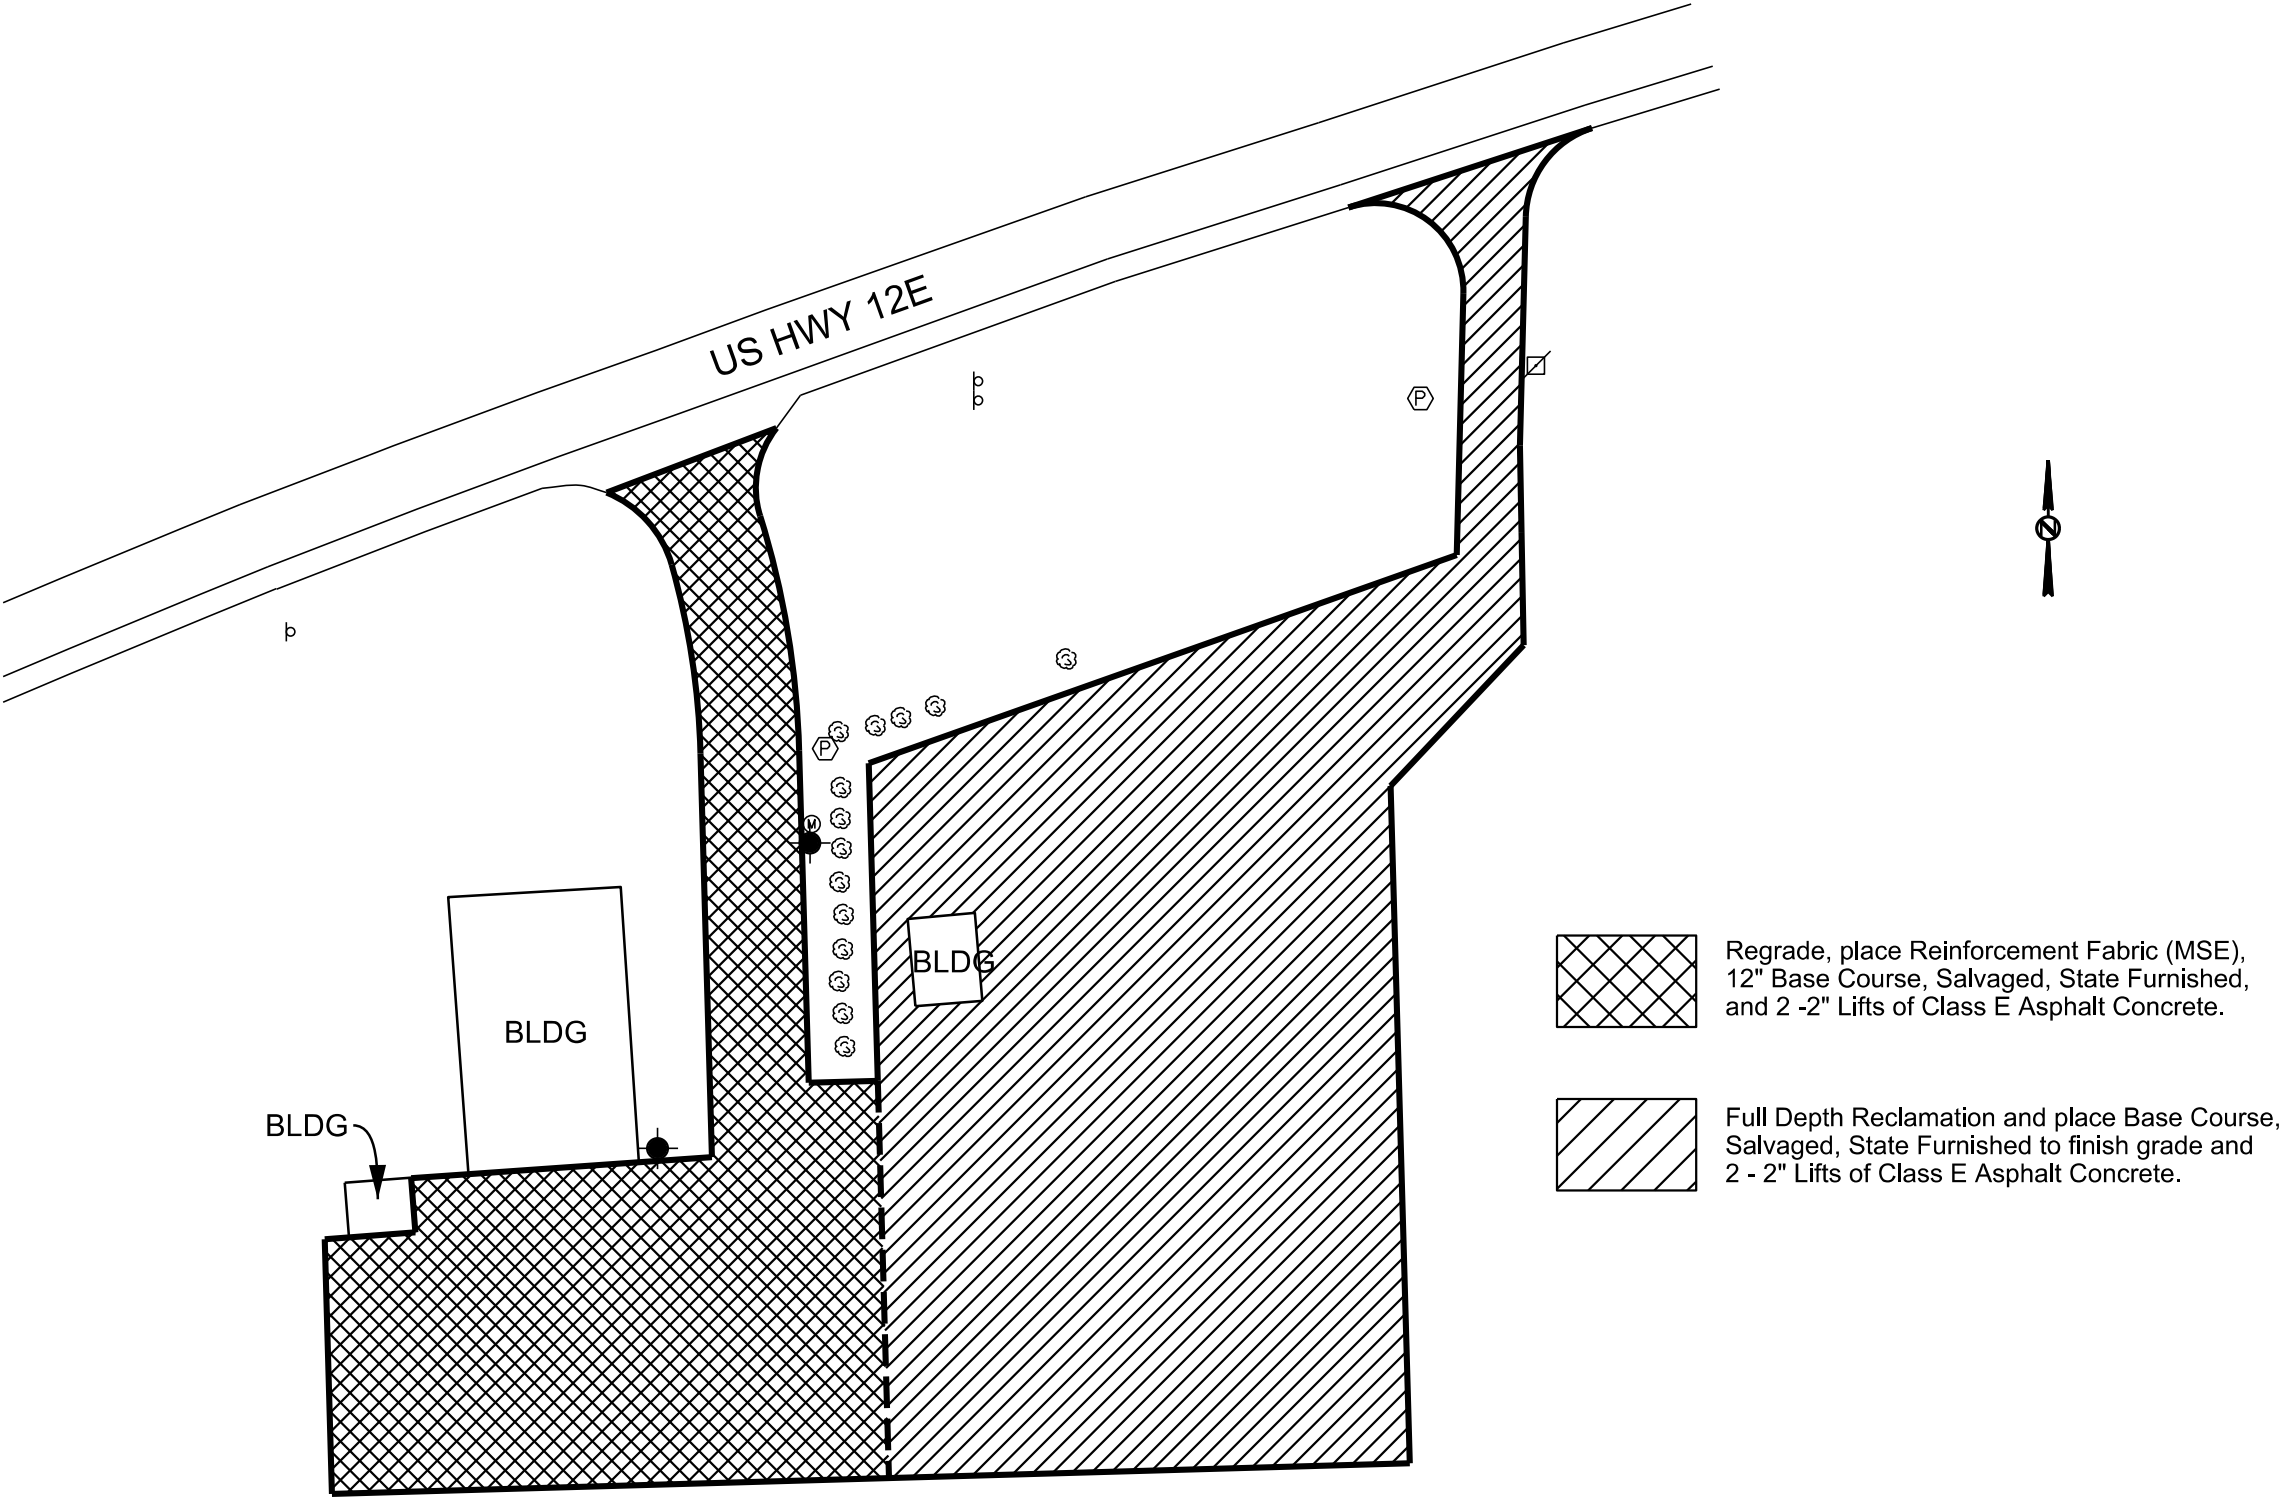 US HWY 12E
P
N
P
M
BLDG
BLDG
BLDG
Regrade, place Reinforcement Fabric (MSE),
12" Base Course, Salvaged, State Furnished,
and 2 -2" Lifts of Class E Asphalt Concrete.
Full Depth Reclamation and place Base Course,
Salvaged, State Furnished to finish grade and
2 - 2" Lifts of Class E Asphalt Concrete.